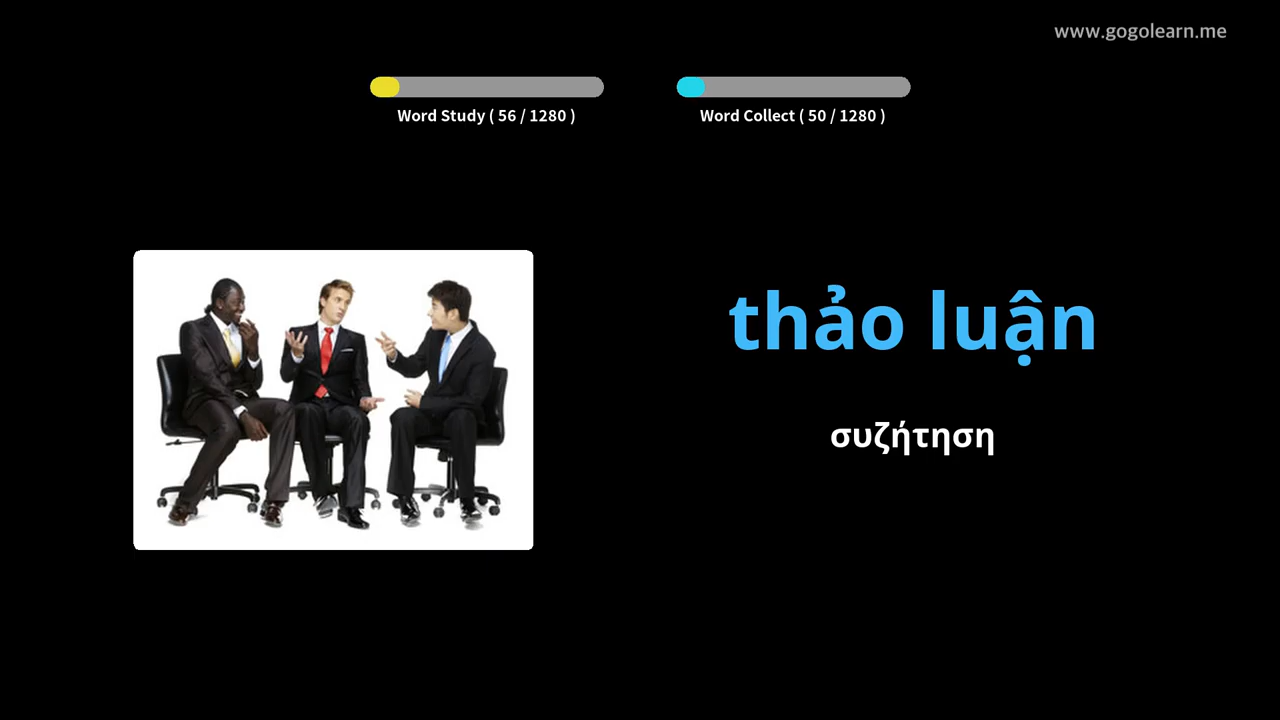 www.gogolearn.me
Word Study ( 56 / 1280 )
Word Collect ( 50 / 1280 )
thảo luận
συζήτηση